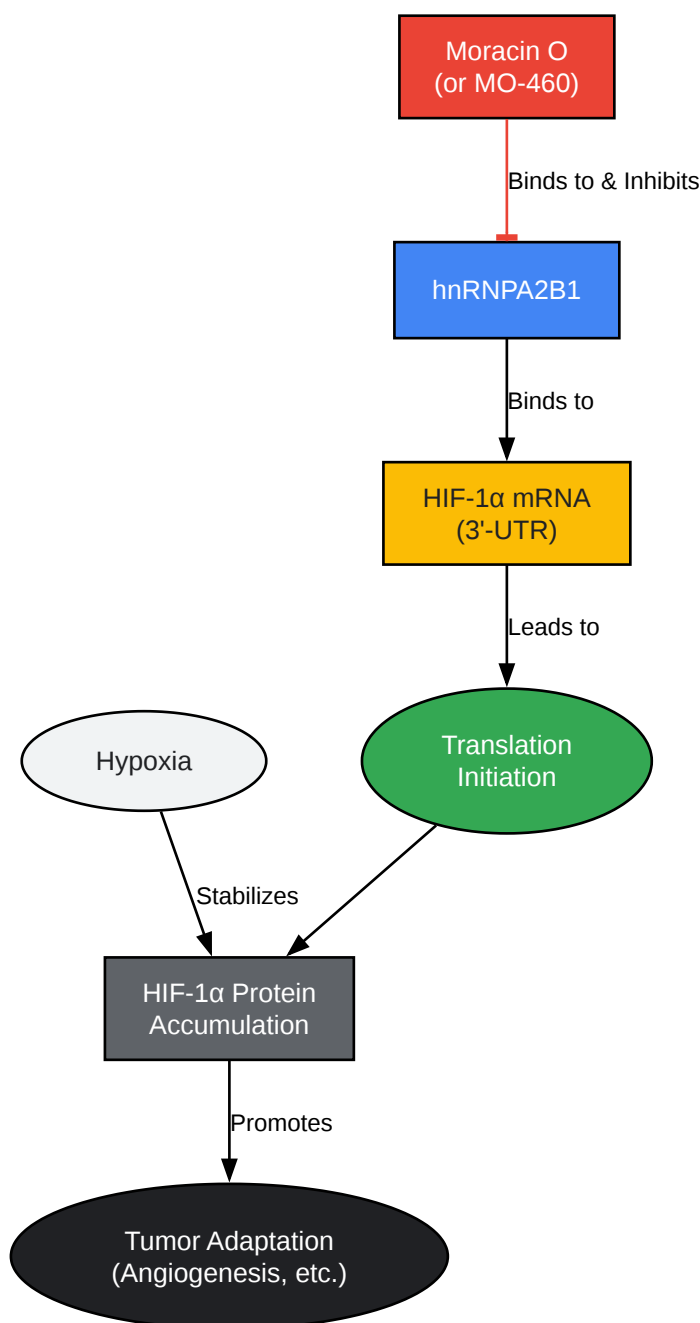 Moracin O
(or MO-460)
Binds to & Inhibits
hnRNPA2B1
Binds to
HIF-1α mRNA
(3'-UTR)
Leads to
Hypoxia
Translation
Initiation
Stabilizes
HIF-1α Protein
Accumulation
Promotes
Tumor Adaptation
(Angiogenesis, etc.)